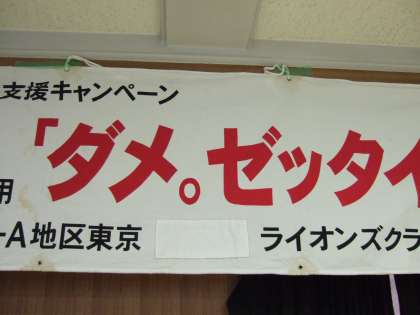 支援キャンペーン
「ダメ。ゼッタイ
用
-A地区東京 ライオンズクラ